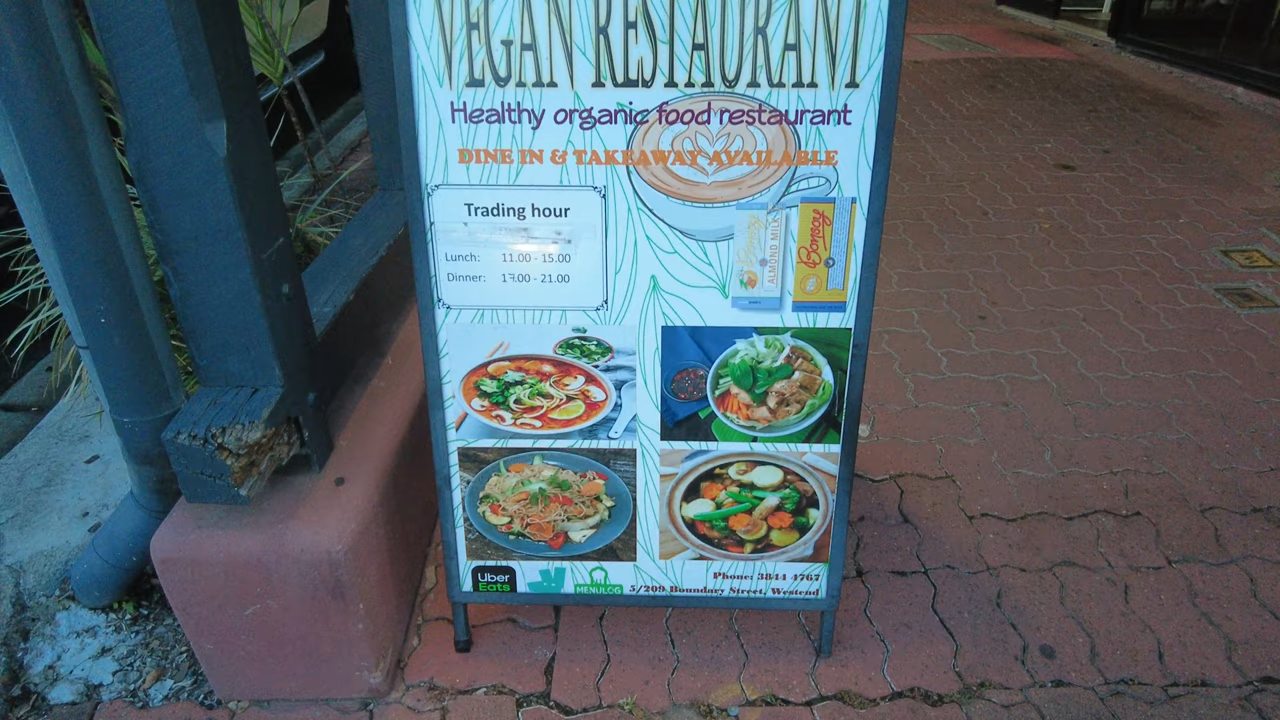 VEGAN RESTAURANT
Healthy organic food restaurant
DINE IN & TAKEAWAY AVAILABLE
Trading hour
Lunch: 11.00 - 15.00
Dinner: 17.00 - 21.00
Bonsoy
ALMOND MILK
Bonsoy
Uber
Eats
MENULOG
Phone: 3844 4767
5/209 Boundary Street, Westend